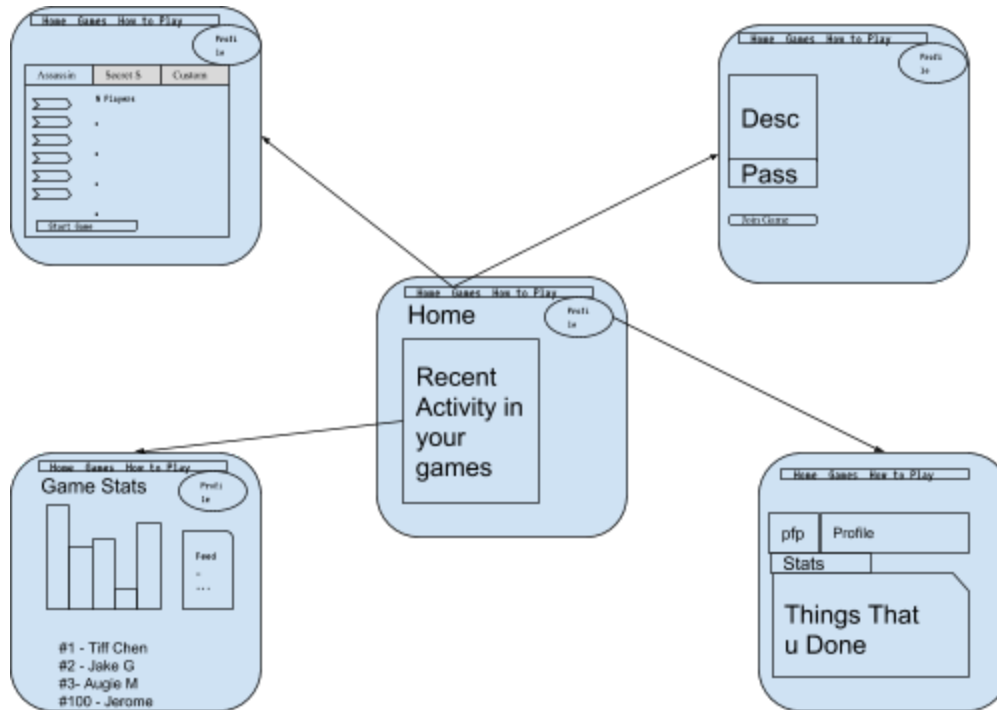 Home Games How to Play
Profi
le
Assassin Secret S Custom
N Players
Start Game
Home Games How to Play
Profi
le
Desc
Pass
Join Game
Home Games How to Play
Home
Profi
le
Recent
Activity in
your
games
Home Games How to Play
Game Stats
Profi
le
Feed
#1 - Tiff Chen
#2 - Jake G
#3- Augie M
#100 - Jerome
Home Games How to Play
pfp Profile
Stats
Things That
u Done